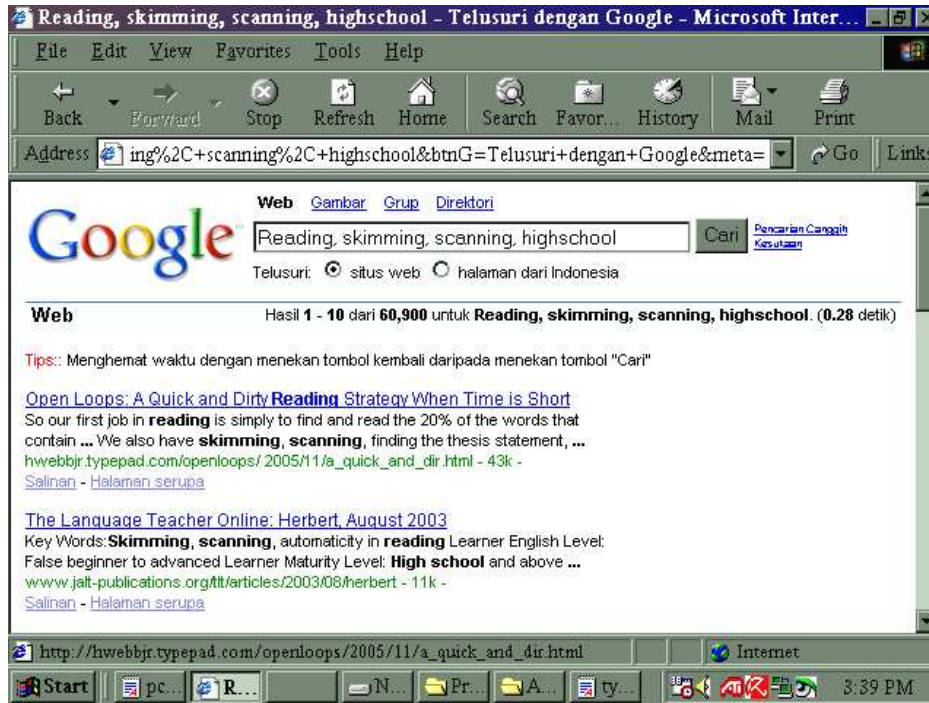 Reading, skimming, scanning, highschool - Telusuri dengan Google - Microsoft Inter...
File Edit View Favorites Tools Help
Back Forward Stop Refresh Home Search Favor... History Mail Print
Address ing%2C+scanning%2C+highschool&btnG=Telusuri+dengan+Google&meta= Go Links
Web Gambar Grup Direktori
Google
Reading, skimming, scanning, highschool Cari Pencarian Canggih
Kesukaan
Telusuri: situs web halaman dari Indonesia
Web Hasil 1 - 10 dari 60,900 untuk Reading, skimming, scanning, highschool. (0.28 detik)
Tips:: Menghemat waktu dengan menekan tombol kembali daripada menekan tombol "Cari"
Open Loops: A Quick and Dirty Reading Strategy When Time is Short
So our first job in reading is simply to find and read the 20% of the words that
contain ... We also have skimming, scanning, finding the thesis statement, ...
hwebbjr.typepad.com/openloops/ 2005/11/a_quick_and_dir.html - 43k -
Salinan - Halaman serupa
The Language Teacher Online: Herbert, August 2003
Key Words:Skimming, scanning, automaticity in reading Learner English Level:
False beginner to advanced Learner Maturity Level: High school and above ...
www.jalt-publications.org/tlt/articles/2003/08/herbert - 11k -
Salinan - Halaman serupa
http://hwebbjr.typepad.com/openloops/2005/11/a_quick_and_dir.html Internet
Start pc... R... N... Pr... A... ty... 3:39 PM